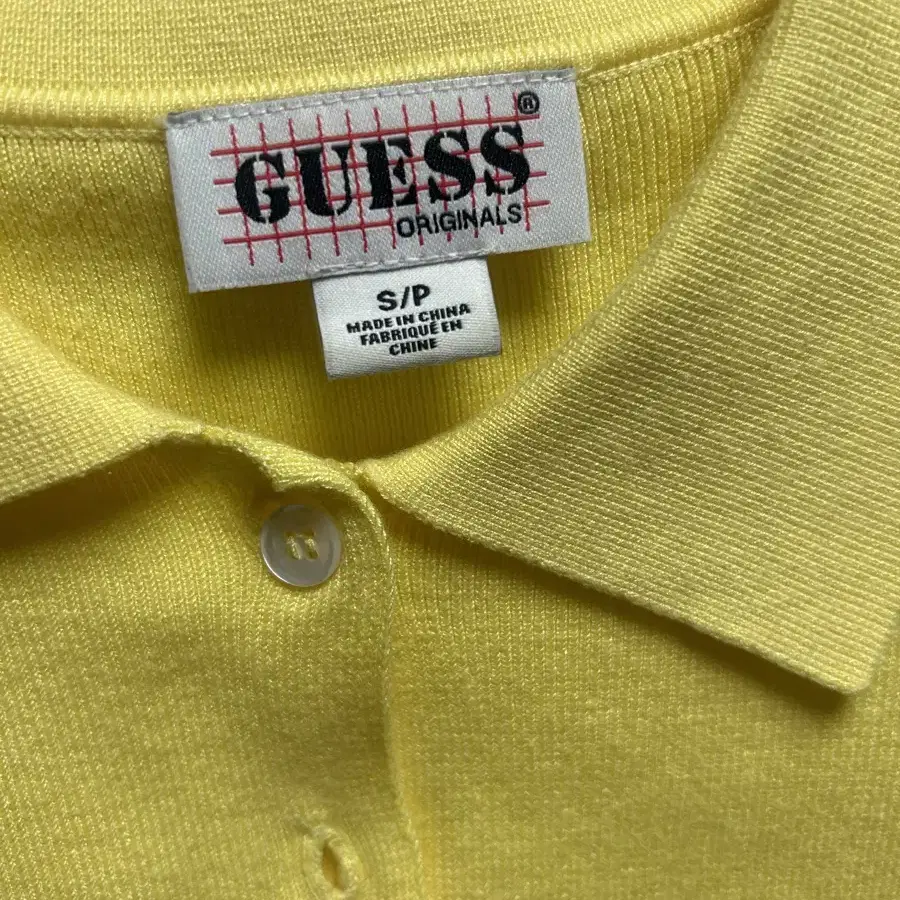 GUESS®
ORIGINALS
S/P
MADE IN CHINA
FABRIQUÉ EN
CHINE